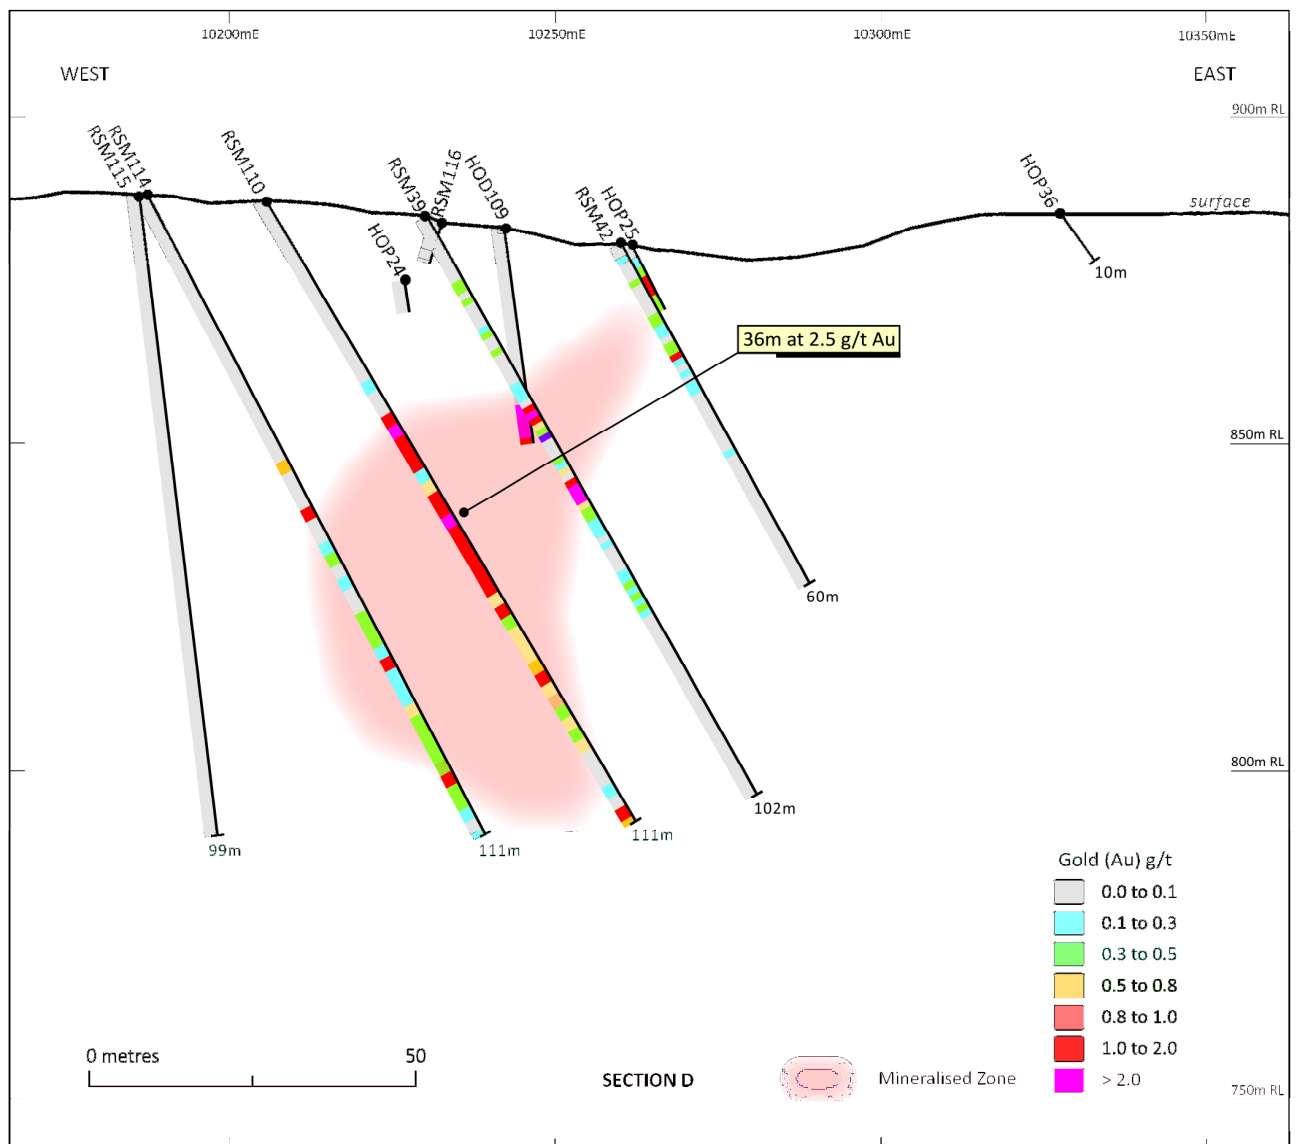 10200mE
10250mE
10300mE
10350mE
WEST
EAST
900m RL
RSM115
RSM114
RSM110
RSM39
RSM116
HOD109
RSM42
HOP25
HOP36
surface
HOP24
10m
36m at 2.5 g/t Au
850m RL
60m
800m RL
102m
111m
111m
99m
Gold (Au) g/t
0.0 to 0.1
0.1 to 0.3
0.3 to 0.5
0.5 to 0.8
0.8 to 1.0
1.0 to 2.0
> 2.0
0 metres
50
SECTION D
Mineralised Zone
750m RL